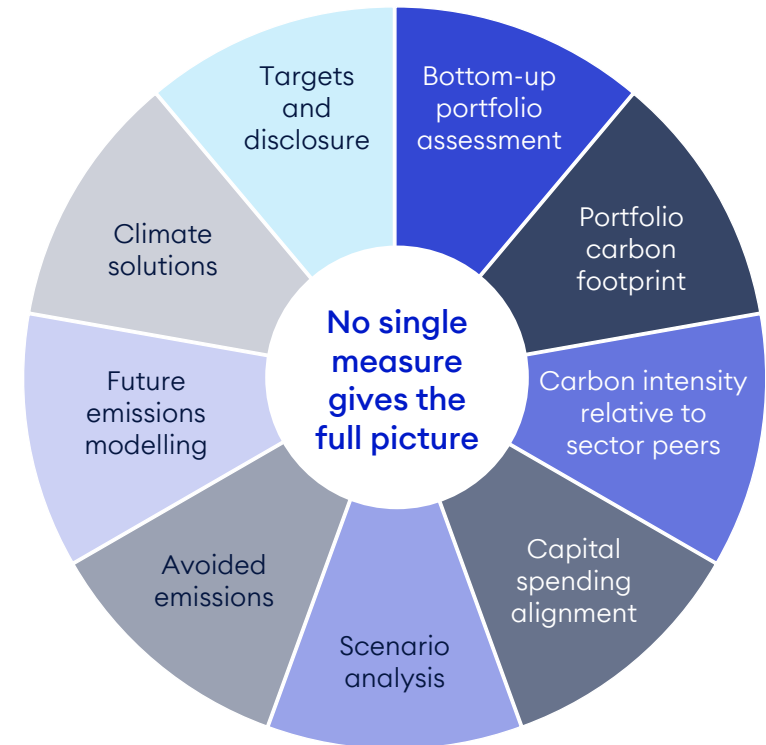 Targets
and
disclosure
Bottom-up
portfolio
assessment
Portfolio
carbon
footprint
Climate
solutions
No single
measure
gives the
full picture
Carbon intensity
relative to
sector peers
Future
emissions
modelling
Capital
spending
alignment
Avoided
emissions
Scenario
analysis